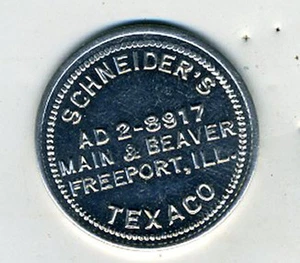 SCHNEIDER'S
AD 2-8917
MAIN & BEAVER
FREEPORT, ILL.
TEXACO